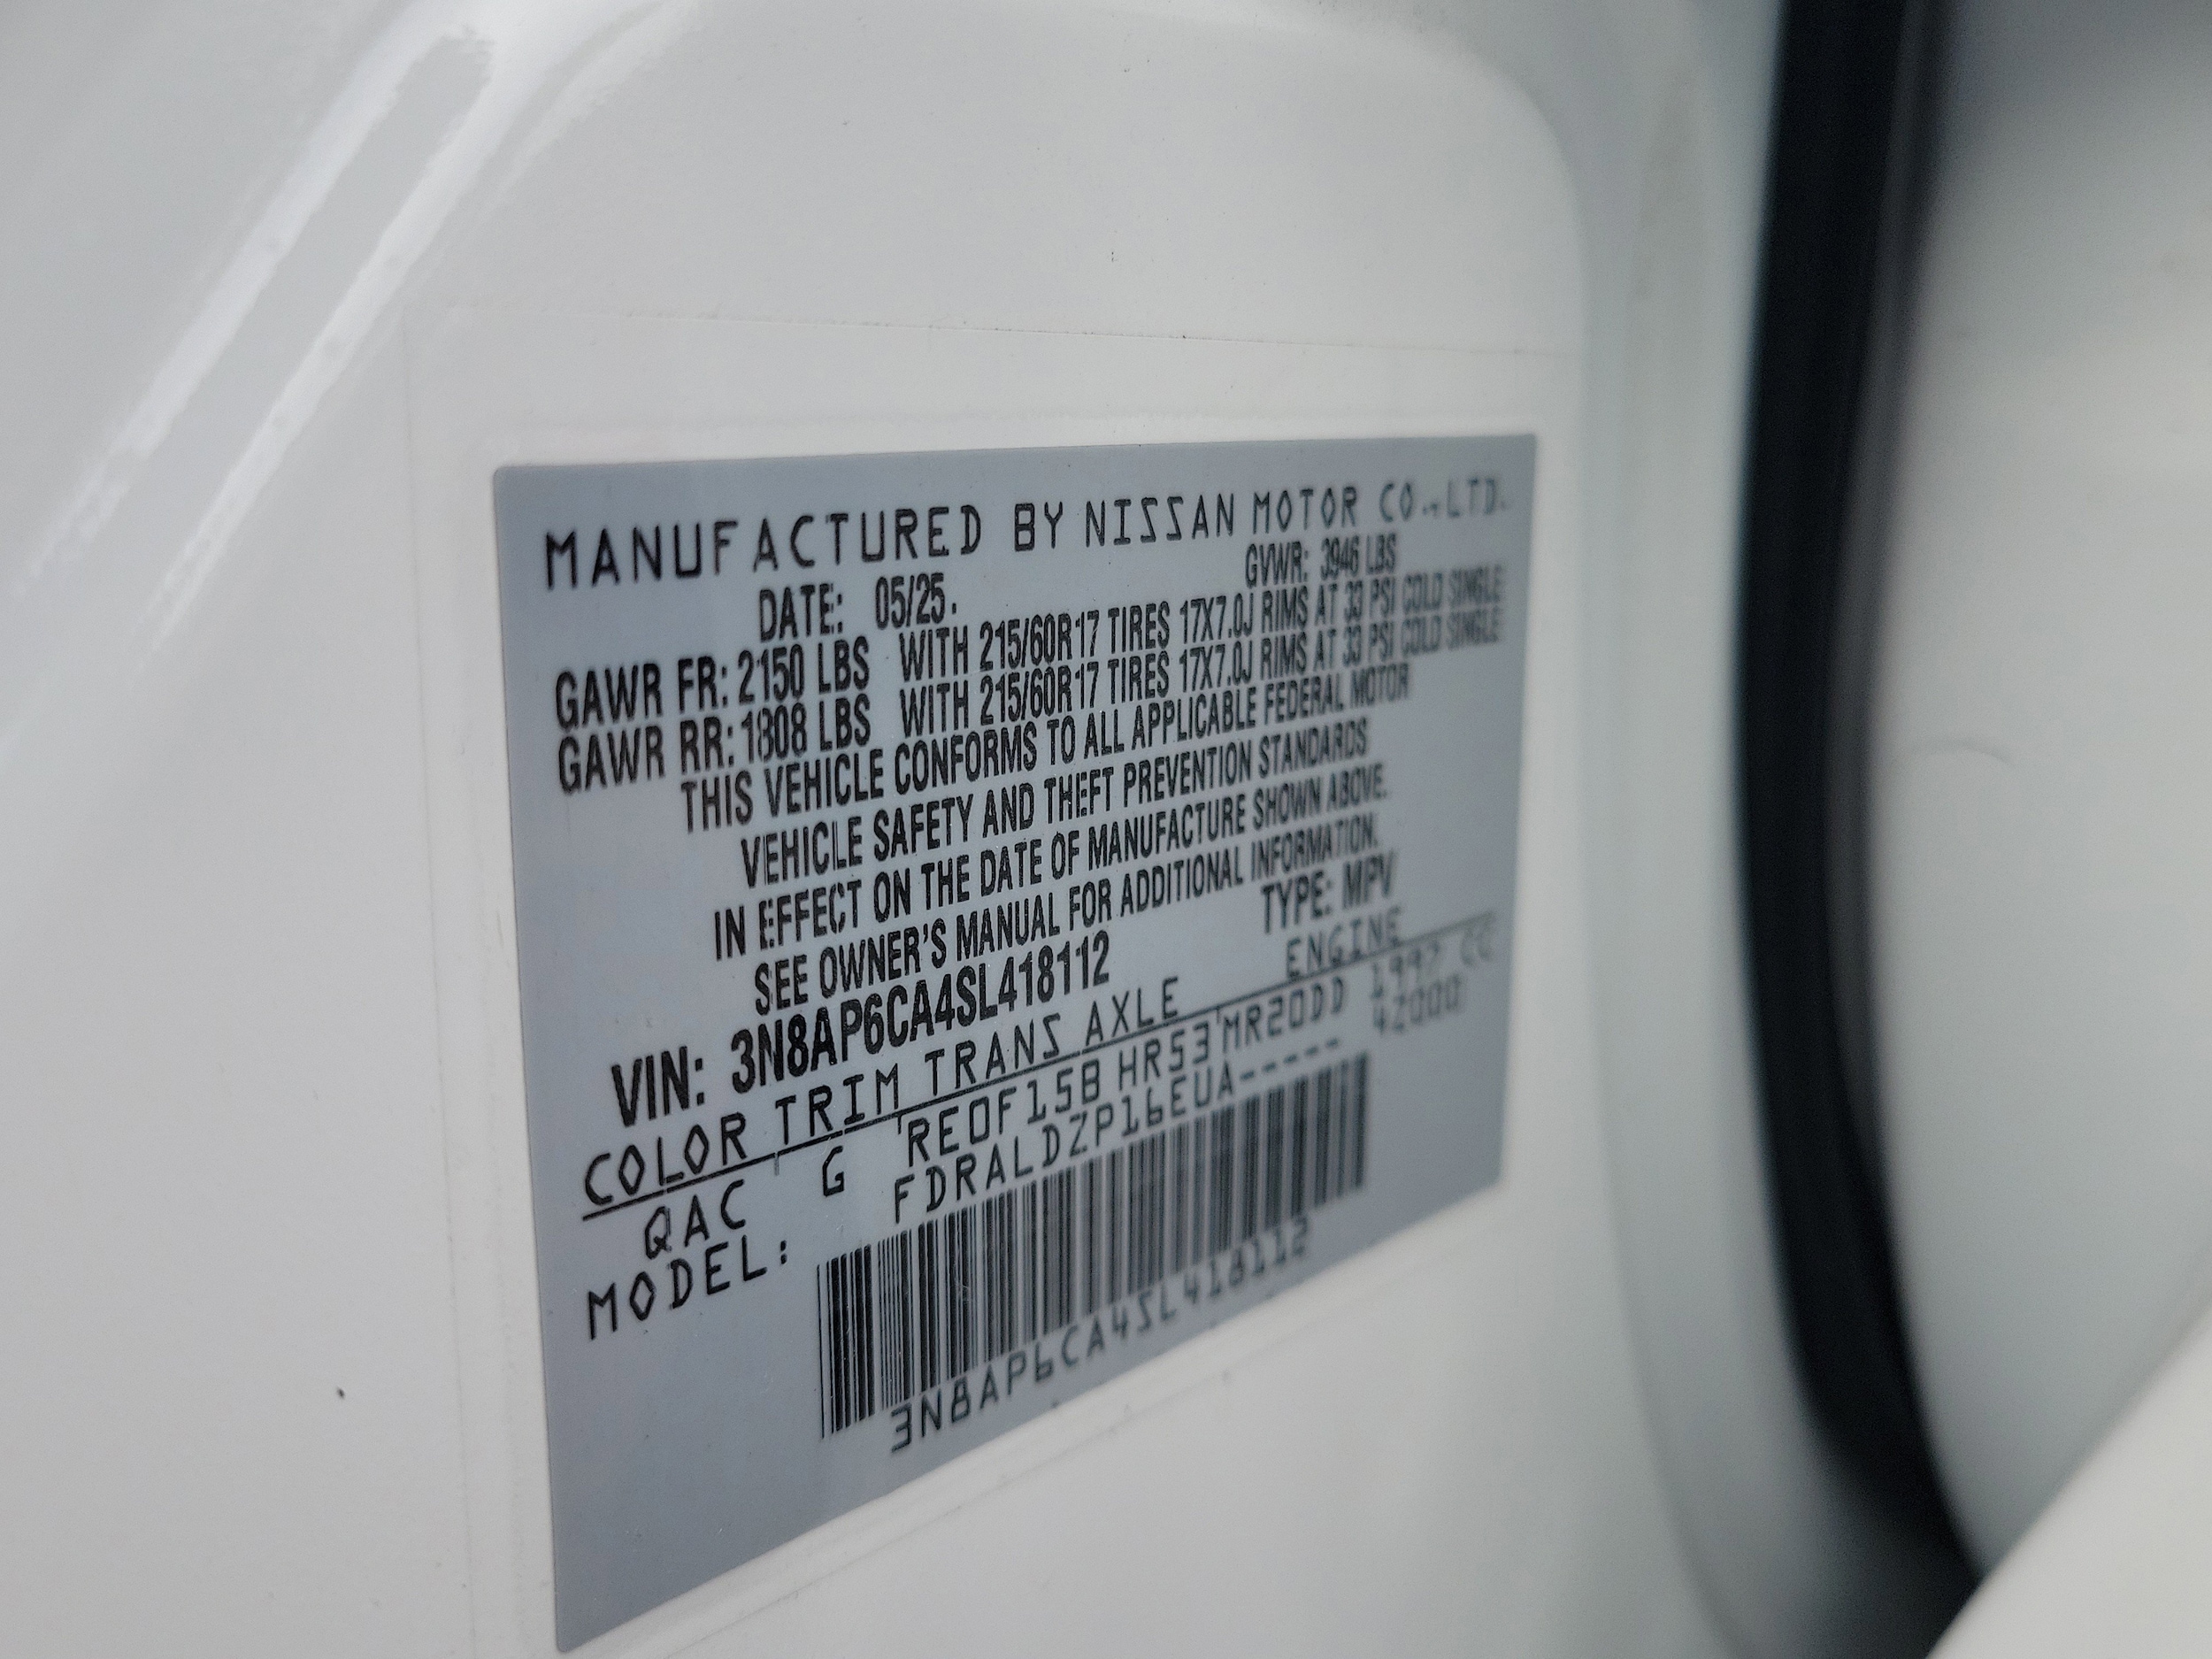 MANUFACTURED BY NISSAN MOTOR CO.,LTD.
DATE: 05/25. GVWR: 3946 LBS
GAWR FR: 2150 LBS WITH 215/60R17 TIRES 17X7.0J RIMS AT 33 PSI COLD SINGLE
GAWR RR: 1808 LBS WITH 215/60R17 TIRES 17X7.0J RIMS AT 33 PSI COLD SINGLE
THIS VEHICLE CONFORMS TO ALL APPLICABLE FEDERAL MOTOR
VEHICLE SAFETY AND THEFT PREVENTION STANDARDS
IN EFFECT ON THE DATE OF MANUFACTURE SHOWN ABOVE.
SEE OWNER'S MANUAL FOR ADDITIONAL INFORMATION.
VIN: 3N8AP6CA4SL418112 TYPE: MPV
COLOR TRIM TRANS AXLE ENGINE
QAC G RE0F15B HR53 MR20DD 1997 CC
MODEL: FDRALDZP16EUA----- 4Z000
3N8AP6CA4SL418112